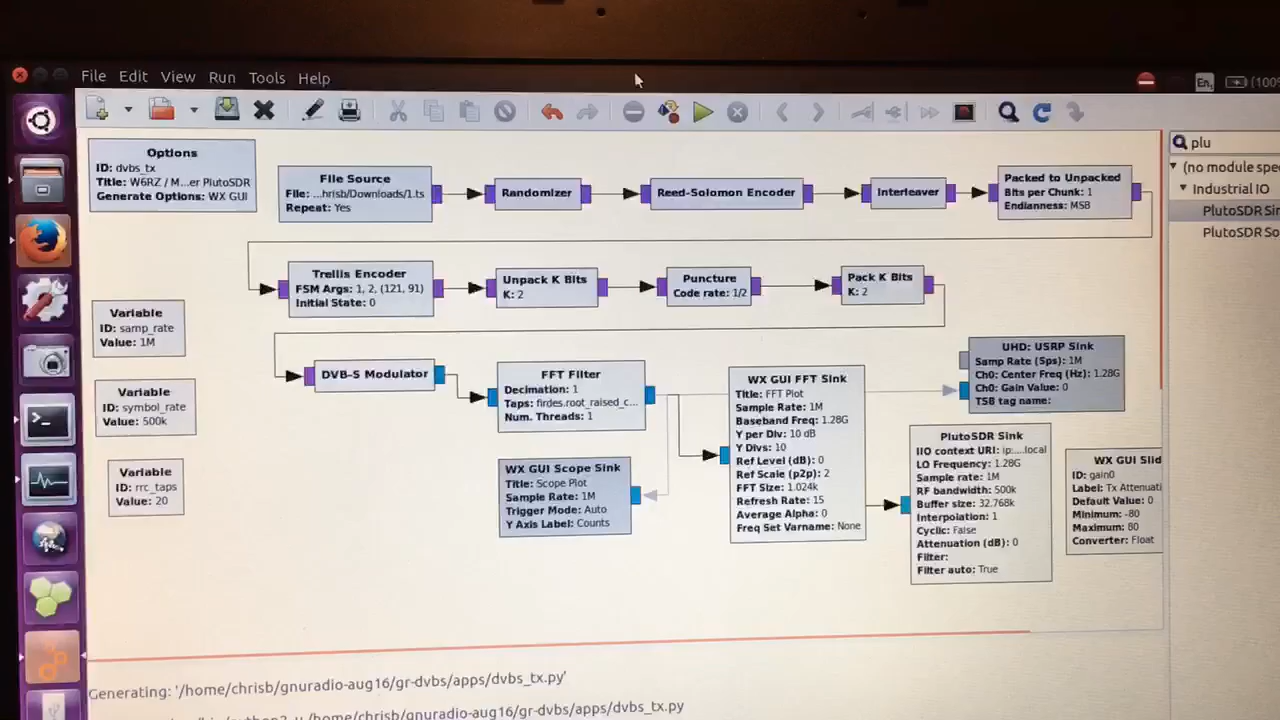 File Edit View Run Tools Help
En
(100%
Options
ID: dvbs_tx
Title: W6RZ / M...er PlutoSDR
Generate Options: WX GUI
File Source
File: ...hrisb/Downloads/1.ts
Repeat: Yes
Randomizer
Reed-Solomon Encoder
Interleaver
Packed to Unpacked
Bits per Chunk: 1
Endianness: MSB
plu
(no module spe
Industrial IO
PlutoSDR Sin
PlutoSDR So
Trellis Encoder
FSM Args: 1, 2, (121, 91)
Initial State: 0
Unpack K Bits
K: 2
Puncture
Code rate: 1/2
Pack K Bits
K: 2
Variable
ID: samp_rate
Value: 1M
Variable
ID: symbol_rate
Value: 500k
Variable
ID: rrc_taps
Value: 20
DVB-S Modulator
FFT Filter
Decimation: 1
Taps: firdes.root_raised_c...
Num. Threads: 1
WX GUI Scope Sink
Title: Scope Plot
Sample Rate: 1M
Trigger Mode: Auto
Y Axis Label: Counts
WX GUI FFT Sink
Title: FFT Plot
Sample Rate: 1M
Baseband Freq: 1.28G
Y per Div: 10 dB
Y Divs: 10
Ref Level (dB): 0
Ref Scale (p2p): 2
FFT Size: 1.024k
Refresh Rate: 15
Average Alpha: 0
Freq Set Varname: None
UHD: USRP Sink
Samp Rate (Sps): 1M
Ch0: Center Freq (Hz): 1.28G
Ch0: Gain Value: 0
TSB tag name:
PlutoSDR Sink
IIO context URI: ip:....local
LO Frequency: 1.28G
Sample rate: 1M
RF bandwidth: 500k
Buffer size: 32.768k
Interpolation: 1
Cyclic: False
Attenuation (dB): 0
Filter:
Filter auto: True
WX GUI Slid
ID: gain0
Label: Tx Attenuati
Default Value: 0
Minimum: -80
Maximum: 80
Converter: Float
Generating: '/home/chrisb/gnuradio-aug16/gr-dvbs/apps/dvbs_tx.py'
/home/chrisb/gnuradio-aug16/gr-dvbs/apps/dvbs_tx.py